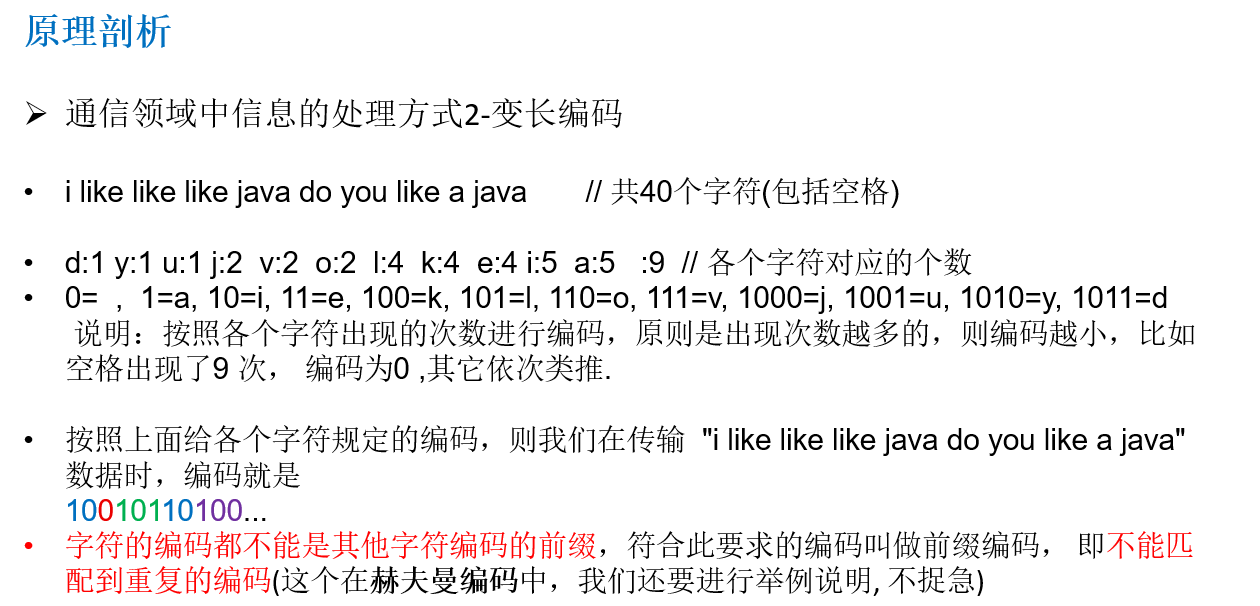 原理剖析
➢ 通信领域中信息的处理方式2-变长编码
• i like like like java do you like a java // 共40个字符(包括空格)
• d:1 y:1 u:1 j:2 v:2 o:2 l:4 k:4 e:4 i:5 a:5 :9 // 各个字符对应的个数
• 0= , 1=a, 10=i, 11=e, 100=k, 101=l, 110=o, 111=v, 1000=j, 1001=u, 1010=y, 1011=d
说明：按照各个字符出现的次数进行编码，原则是出现次数越多的，则编码越小，比如
空格出现了9 次， 编码为0 ,其它依次类推.
• 按照上面给各个字符规定的编码，则我们在传输 "i like like like java do you like a java"
数据时，编码就是
10010110100...
• 字符的编码都不能是其他字符编码的前缀，符合此要求的编码叫做前缀编码， 即不能匹
配到重复的编码(这个在赫夫曼编码中，我们还要进行举例说明, 不捉急)